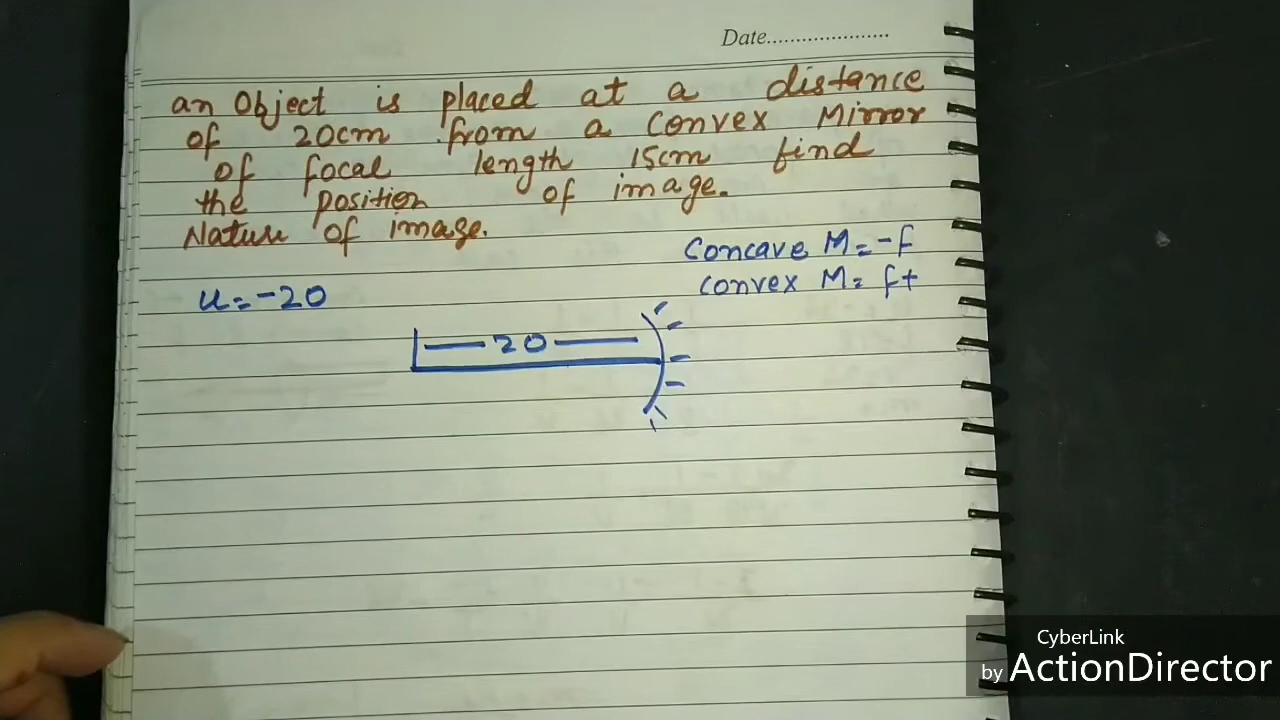 Date.....................
an Object is placed at a distance
of 20cm from a convex Mirror
of focal length 15cm find
the position of image.
Nature of image.
Concave M = -f
convex M = f+
u = -20
20
CyberLink
by ActionDirector